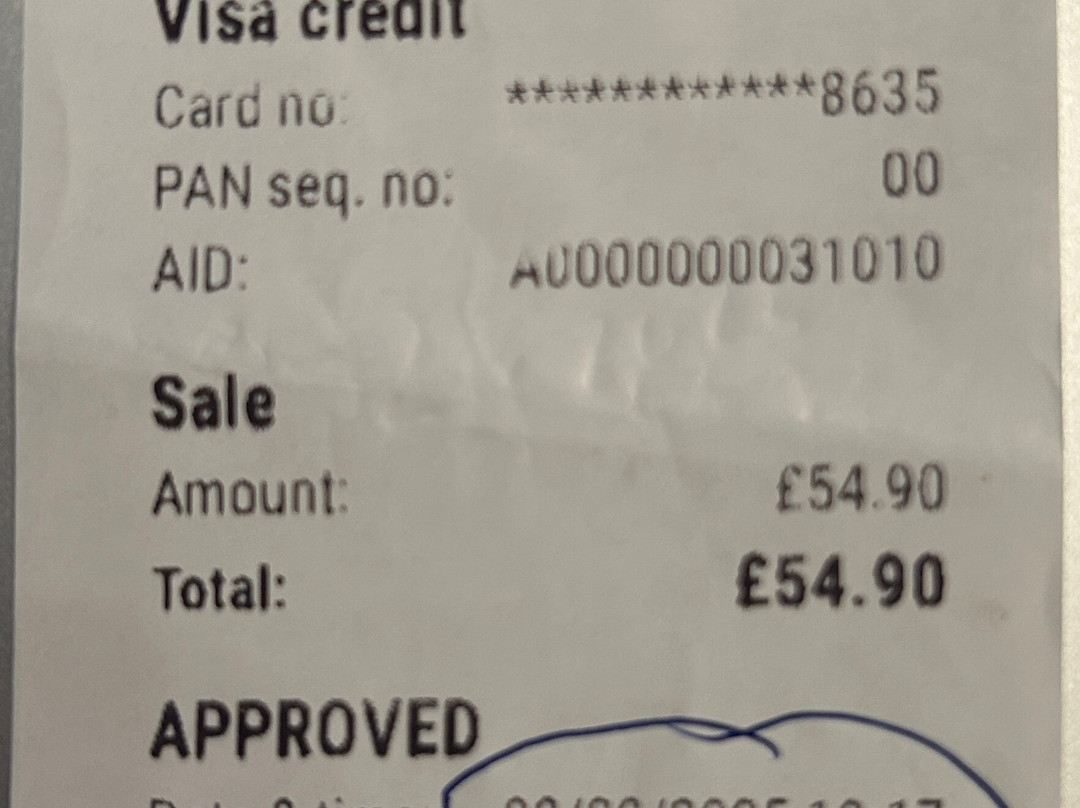 Visa credit
Card no: ************8635
PAN seq. no: 00
AID: A0000000031010
Sale
Amount: £54.90
Total: £54.90
APPROVED